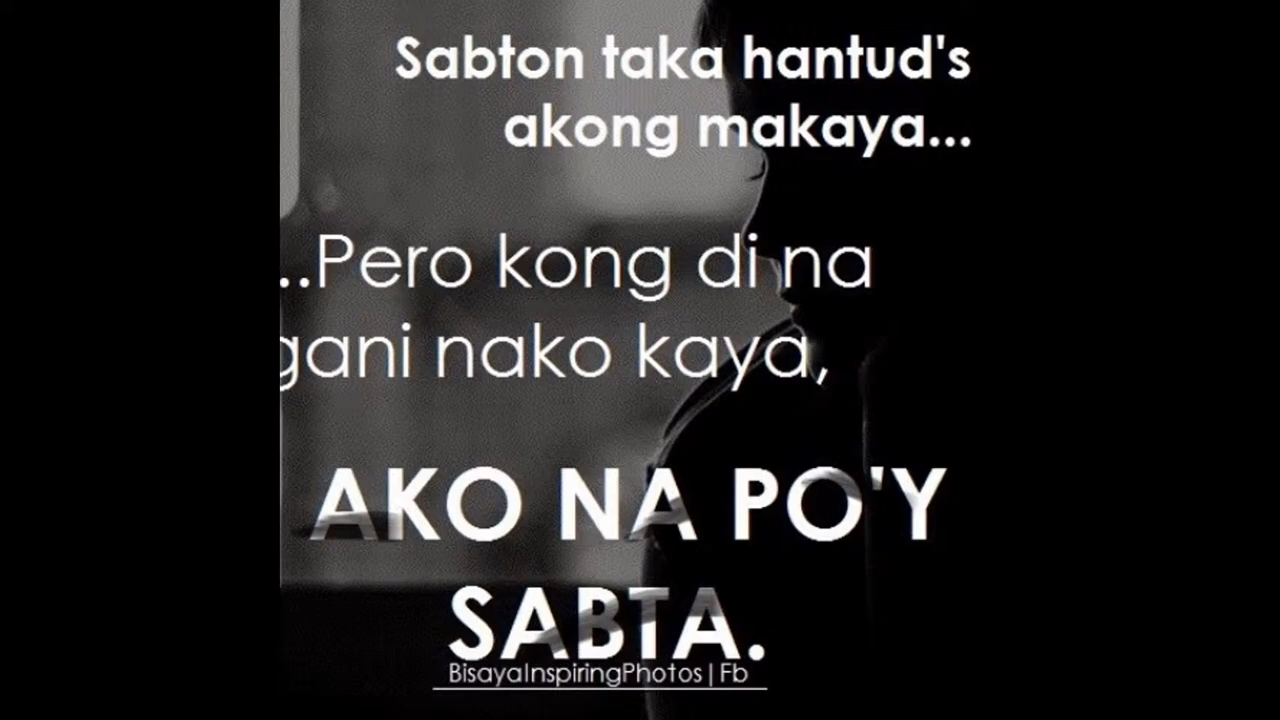 Sabton taka hantud's
akong makaya...
...Pero kong di na
gani nako kaya,
AKO NA PO'Y
SABTA.
BisayaInspiringPhotos|Fb